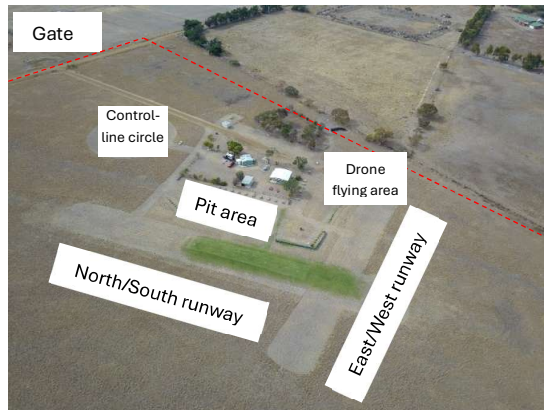 Gate
Control-
line circle
Drone
flying area
Pit area
North/South runway
East/West runway